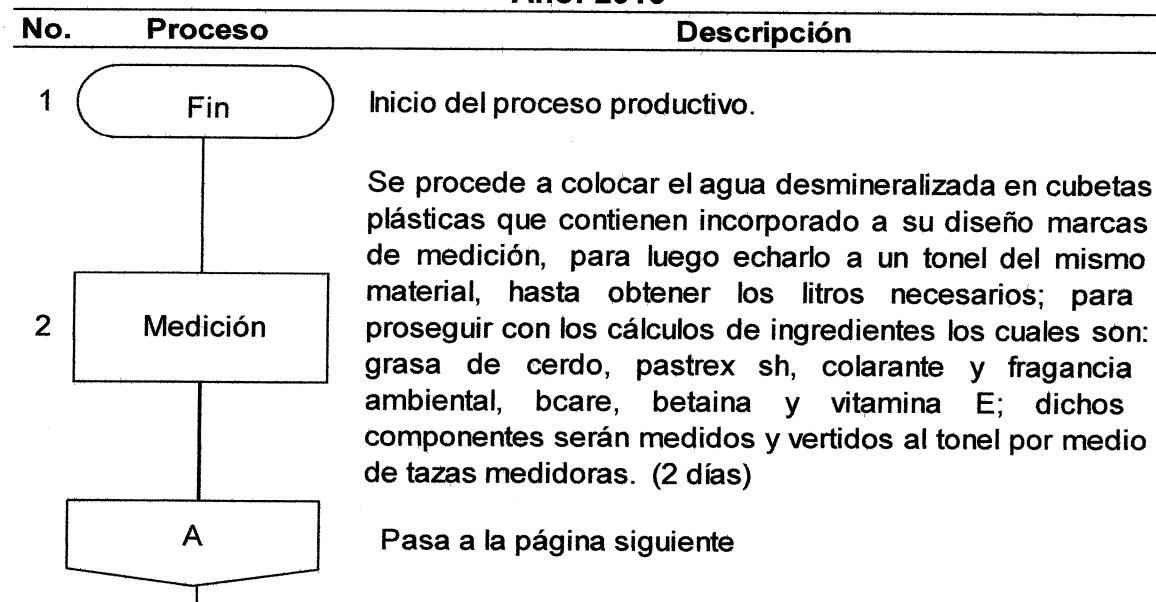 No. Proceso Descripción
1 Fin Inicio del proceso productivo.
Se procede a colocar el agua desmineralizada en cubetas
plásticas que contienen incorporado a su diseño marcas
de medición, para luego echarlo a un tonel del mismo
material, hasta obtener los litros necesarios; para
2 Medición proseguir con los cálculos de ingredientes los cuales son:
grasa de cerdo, pastrex sh, colarante y fragancia
ambiental, bcare, betaina y vitamina E; dichos
componentes serán medidos y vertidos al tonel por medio
de tazas medidoras. (2 días)
A Pasa a la página siguiente